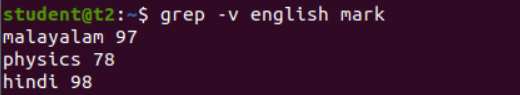 student@t2:~$ grep -v english mark
malayalam 97
physics 78
hindi 98